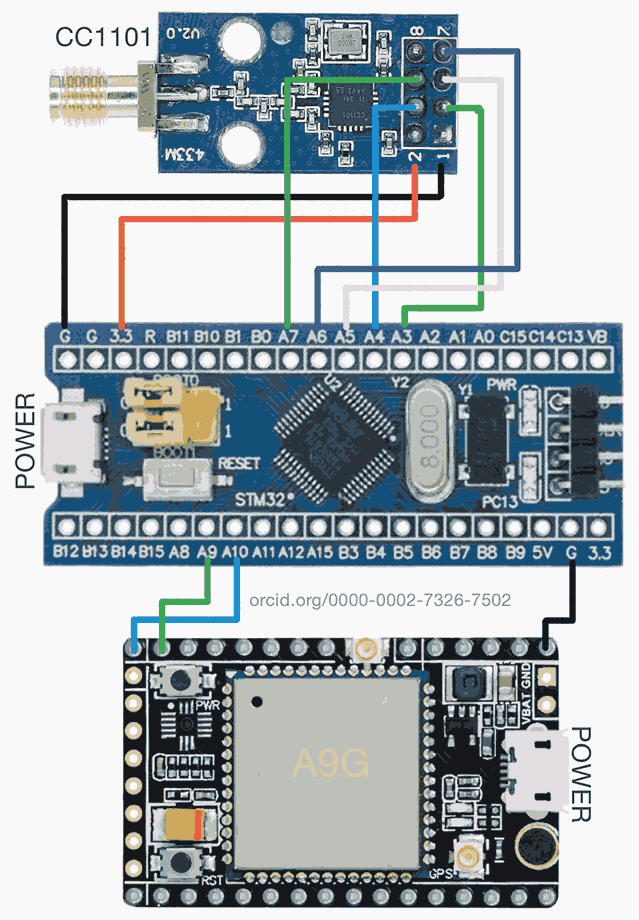 CC1101
V2.0
8 7
CC1101
433M
2 1
G G 3.3 R B11 B10 B1 B0 A7 A6 A5 A4 A3 A2 A1 A0 C15 C14 C13 VB
BOOT0
U2
Y2
Y1
PWR
1
8.000
1
POWER
BOOT1
RESET
STM32
PC13
B12 B13 B14 B15 A8 A9 A10 A11 A12 A15 B3 B4 B5 B6 B7 B8 B9 5V G 3.3
orcid.org/0000-0002-7326-7502
PWR
VBAT GND
A9G
POWER
RST
GPS